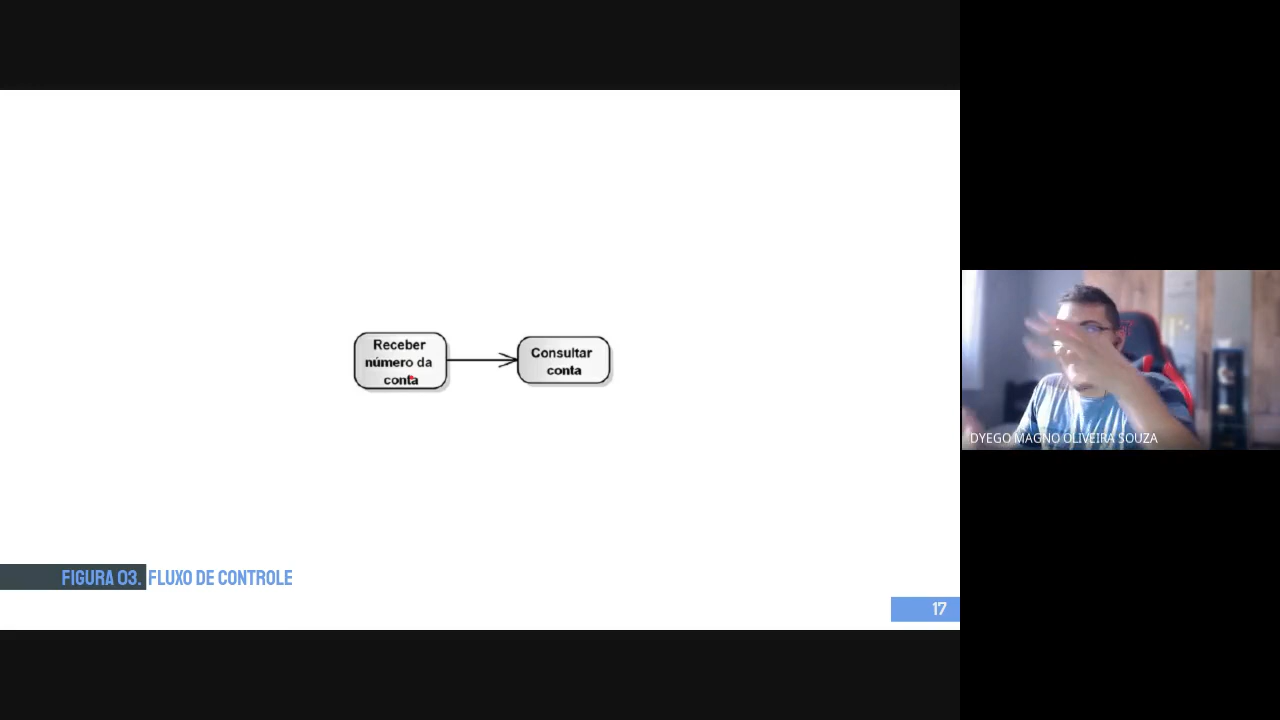 Receber
número da
conta
Consultar
conta
DYEGO MAGNO OLIVEIRA SOUZA
FIGURA 03. FLUXO DE CONTROLE
17